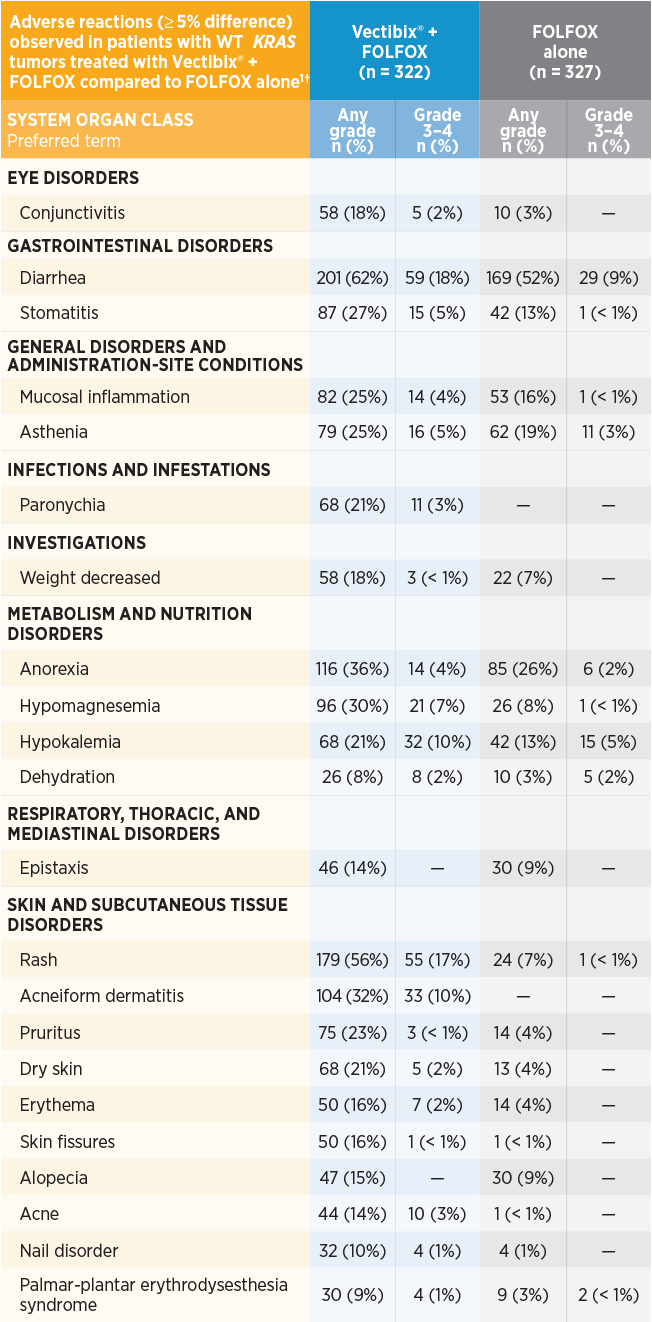 Adverse reactions (≥ 5% difference)
observed in patients with WT KRAS
tumors treated with Vectibix® +
FOLFOX compared to FOLFOX alone¹†
Vectibix® +
FOLFOX
(n = 322)
FOLFOX
alone
(n = 327)
SYSTEM ORGAN CLASS
Preferred term
Any
grade
n (%)
Grade
3–4
n (%)
Any
grade
n (%)
Grade
3–4
n (%)
EYE DISORDERS
Conjunctivitis 58 (18%) 5 (2%) 10 (3%) —
GASTROINTESTINAL DISORDERS
Diarrhea 201 (62%) 59 (18%) 169 (52%) 29 (9%)
Stomatitis 87 (27%) 15 (5%) 42 (13%) 1 (< 1%)
GENERAL DISORDERS AND
ADMINISTRATION-SITE CONDITIONS
Mucosal inflammation 82 (25%) 14 (4%) 53 (16%) 1 (< 1%)
Asthenia 79 (25%) 16 (5%) 62 (19%) 11 (3%)
INFECTIONS AND INFESTATIONS
Paronychia 68 (21%) 11 (3%) — —
INVESTIGATIONS
Weight decreased 58 (18%) 3 (< 1%) 22 (7%) —
METABOLISM AND NUTRITION
DISORDERS
Anorexia 116 (36%) 14 (4%) 85 (26%) 6 (2%)
Hypomagnesemia 96 (30%) 21 (7%) 26 (8%) 1 (< 1%)
Hypokalemia 68 (21%) 32 (10%) 42 (13%) 15 (5%)
Dehydration 26 (8%) 8 (2%) 10 (3%) 5 (2%)
RESPIRATORY, THORACIC, AND
MEDIASTINAL DISORDERS
Epistaxis 46 (14%) — 30 (9%) —
SKIN AND SUBCUTANEOUS TISSUE
DISORDERS
Rash 179 (56%) 55 (17%) 24 (7%) 1 (< 1%)
Acneiform dermatitis 104 (32%) 33 (10%) — —
Pruritus 75 (23%) 3 (< 1%) 14 (4%) —
Dry skin 68 (21%) 5 (2%) 13 (4%) —
Erythema 50 (16%) 7 (2%) 14 (4%) —
Skin fissures 50 (16%) 1 (< 1%) 1 (< 1%) —
Alopecia 47 (15%) — 30 (9%) —
Acne 44 (14%) 10 (3%) 1 (< 1%) —
Nail disorder 32 (10%) 4 (1%) 4 (1%) —
Palmar-plantar erythrodysesthesia
syndrome 30 (9%) 4 (1%) 9 (3%) 2 (< 1%)